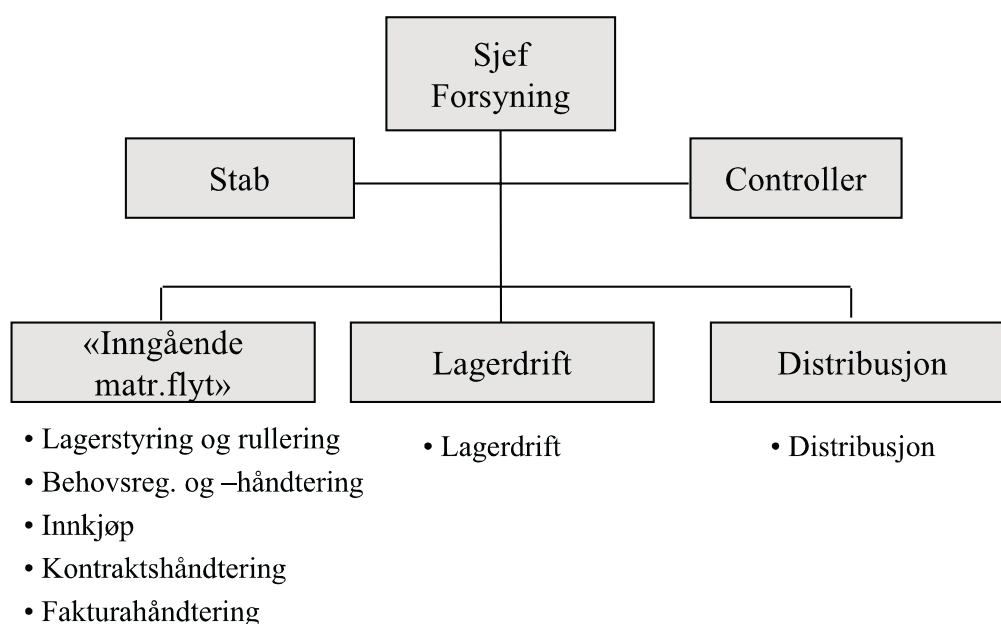 Sjef
Forsyning
Stab
Controller
«Inngående
matr.flyt»
Lagerdrift
Distribusjon
• Lagerstyring og rullering
• Behovsreg. og –håndtering
• Innkjøp
• Kontraktshåndtering
• Fakturahåndtering
• Lagerdrift
• Distribusjon